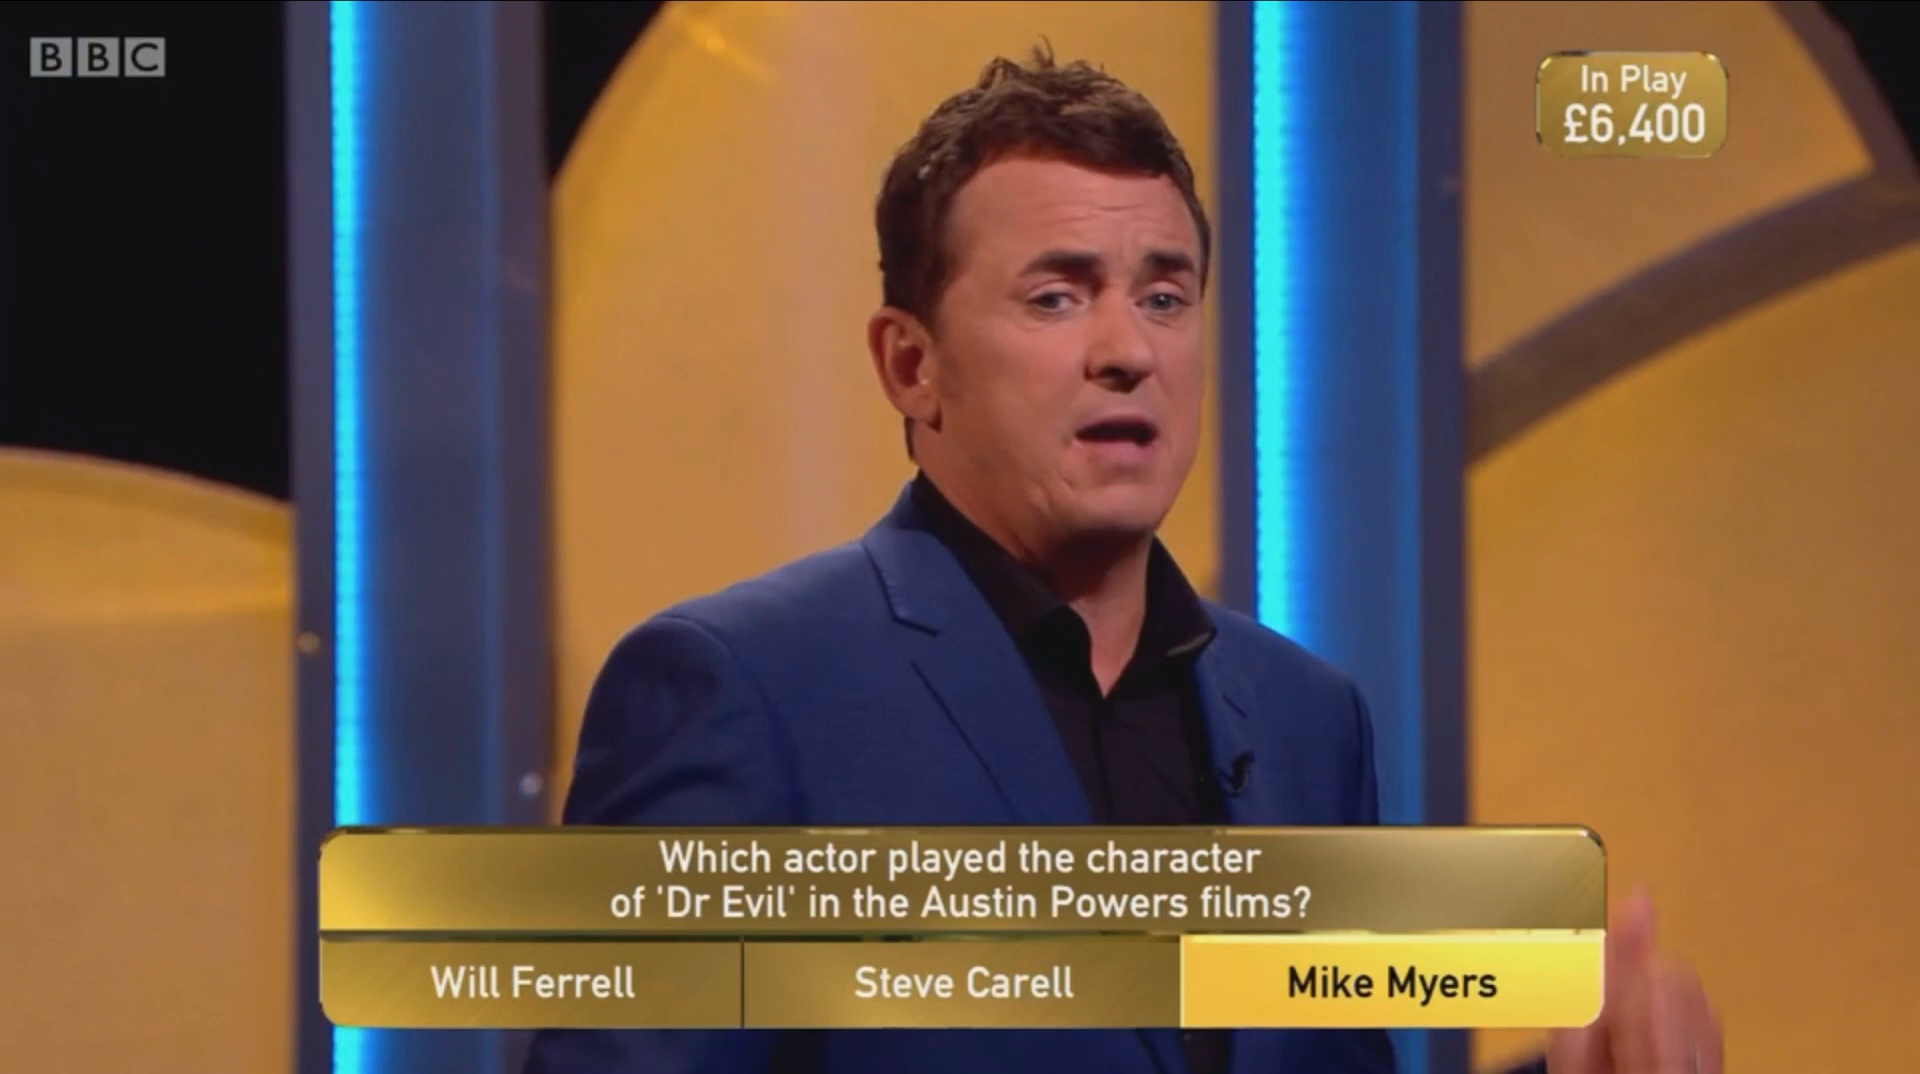 BBC
In Play
£6,400
Which actor played the character
of 'Dr Evil' in the Austin Powers films?
Will Ferrell
Steve Carell
Mike Myers